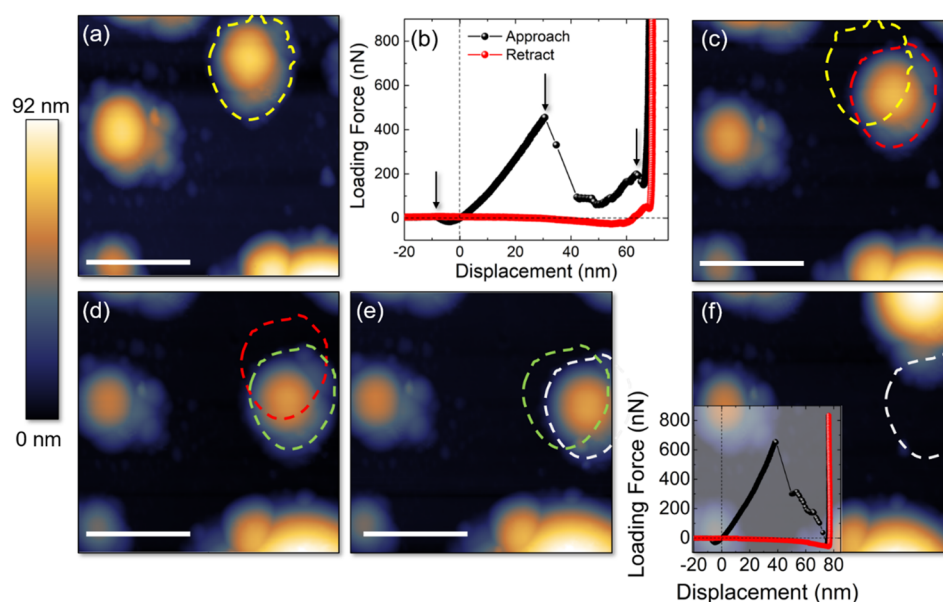 (a)
92 nm
0 nm
(b)
Loading Force (nN)
800
600
400
200
0
Approach
Retract
-20 0 20 40 60
Displacement (nm)
(c)
(d)
(e)
(f)
Loading Force (nN)
800
600
400
200
0
-20 0 20 40 60 80
Displacement (nm)